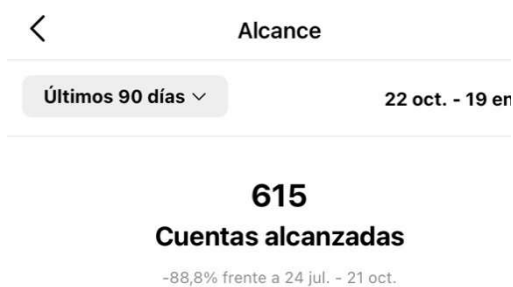 Alcance
Últimos 90 días
22 oct. - 19 en
615
Cuentas alcanzadas
-88,8% frente a 24 jul. - 21 oct.